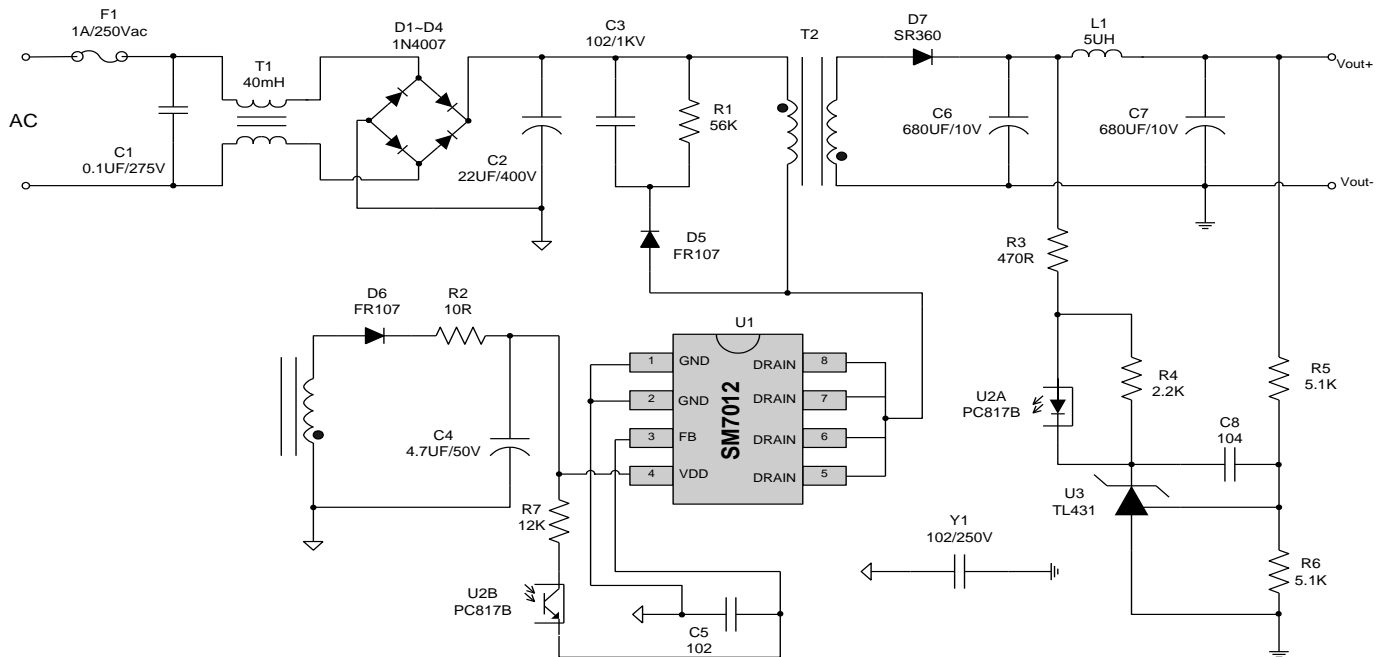 F1
1A/250Vac
T1
40mH
AC
C1
0.1UF/275V
D1~D4
1N4007
C2
22UF/400V
C3
102/1KV
R1
56K
D5
FR107
T2
D7
SR360
L1
5UH
C6
680UF/10V
C7
680UF/10V
Vout+
Vout-
R3
470R
D6
FR107
R2
10R
C4
4.7UF/50V
R7
12K
U2B
PC817B
C5
102
U1
SM7012
1 GND
2 GND
3 FB
4 VDD
DRAIN 8
DRAIN 7
DRAIN 6
DRAIN 5
U2A
PC817B
R4
2.2K
R5
5.1K
C8
104
U3
TL431
R6
5.1K
Y1
102/250V